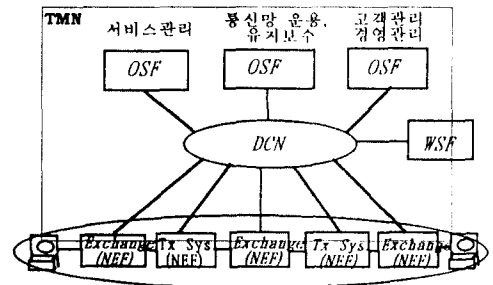 TMN
서비스관리
통신망 운용,
유지보수
고객관리
경영관리
OSF
OSF
OSF
DCN
WSF
Exchange
(NEF)
Tx Sys
(NEF)
Exchange
(NEF)
Tx Sys
(NEF)
Exchange
(NEF)